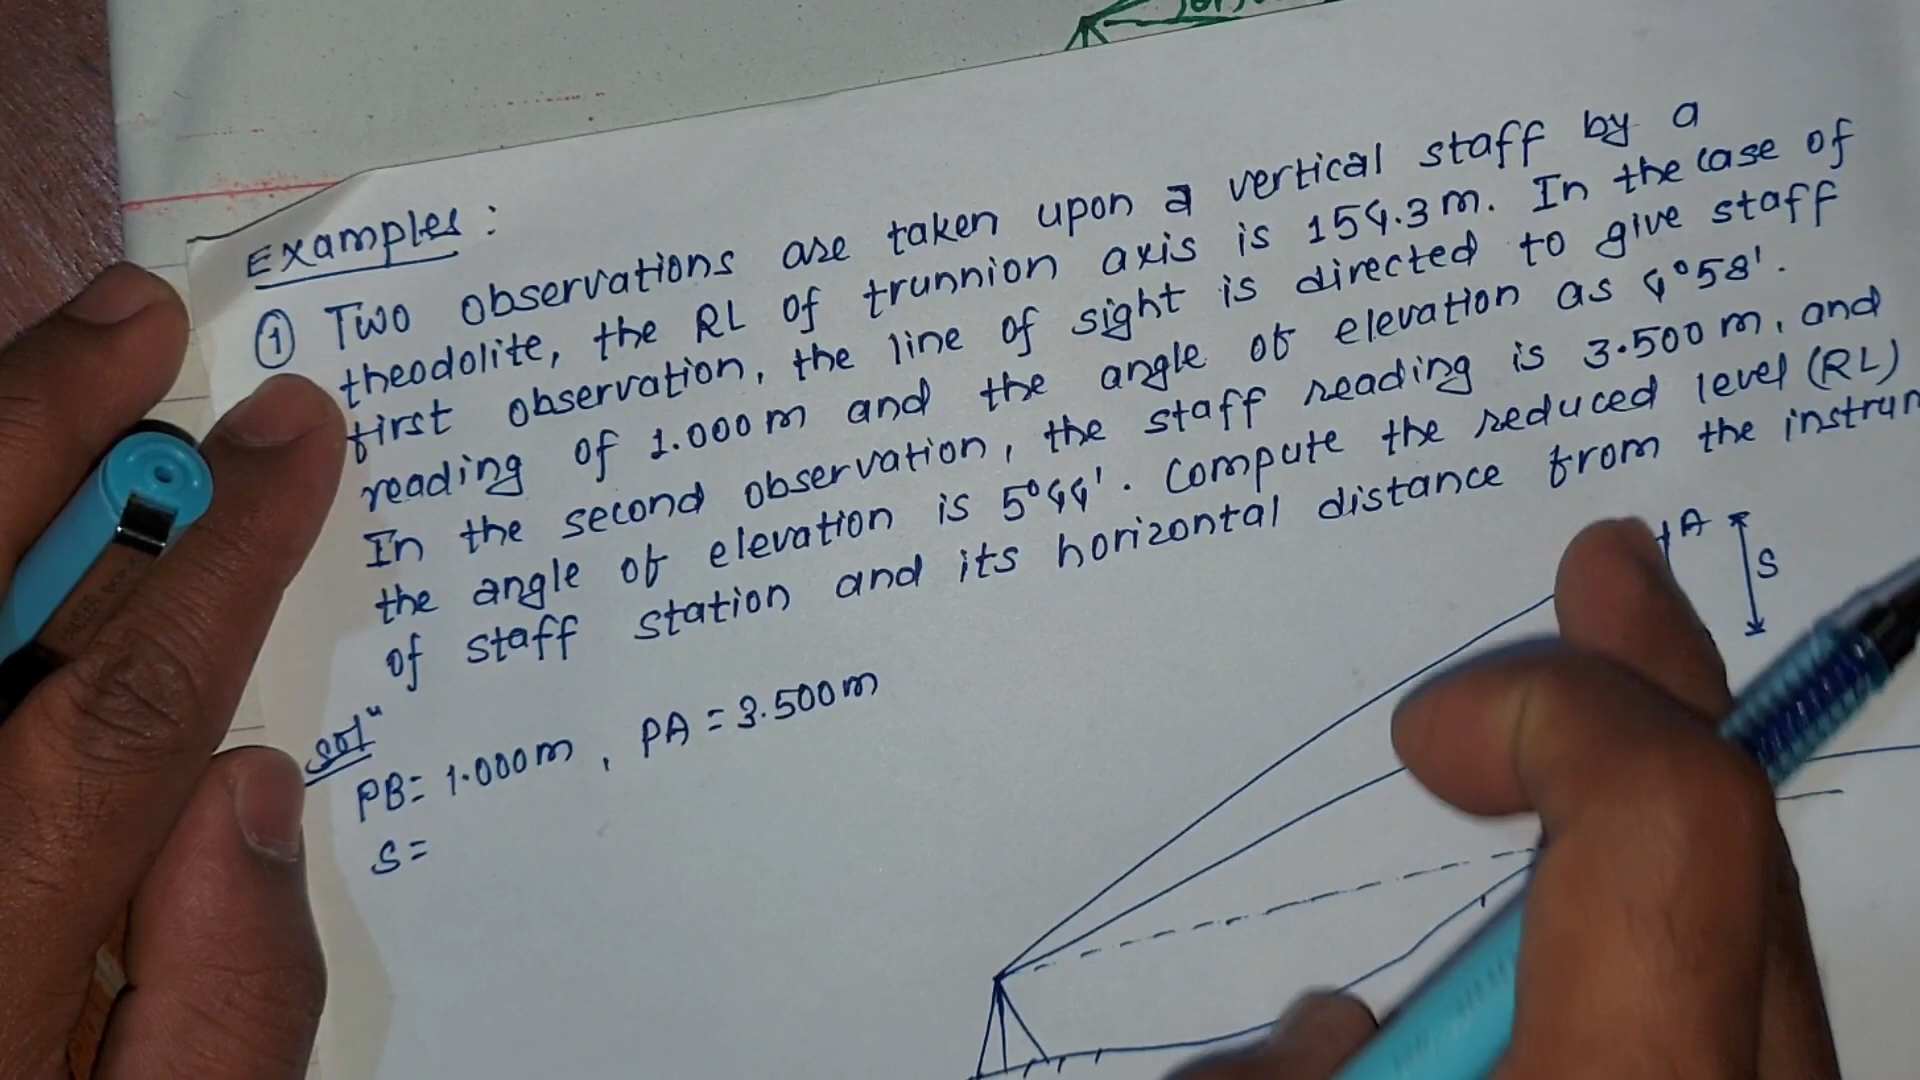 Examples:
① Two observations are taken upon a vertical staff by a
theodolite, the RL of trunnion axis is 154.3 m. In the case of
first observation, the line of sight is directed to give staff
reading of 1.000 m and the angle of elevation as 4°58'.
In the second observation, the staff reading is 3.500 m, and
the angle of elevation is 5°44'. Compute the reduced level (RL)
of staff station and its horizontal distance from the instrum
Solⁿ
PB = 1.000m, PA = 3.500m
S =
A
S